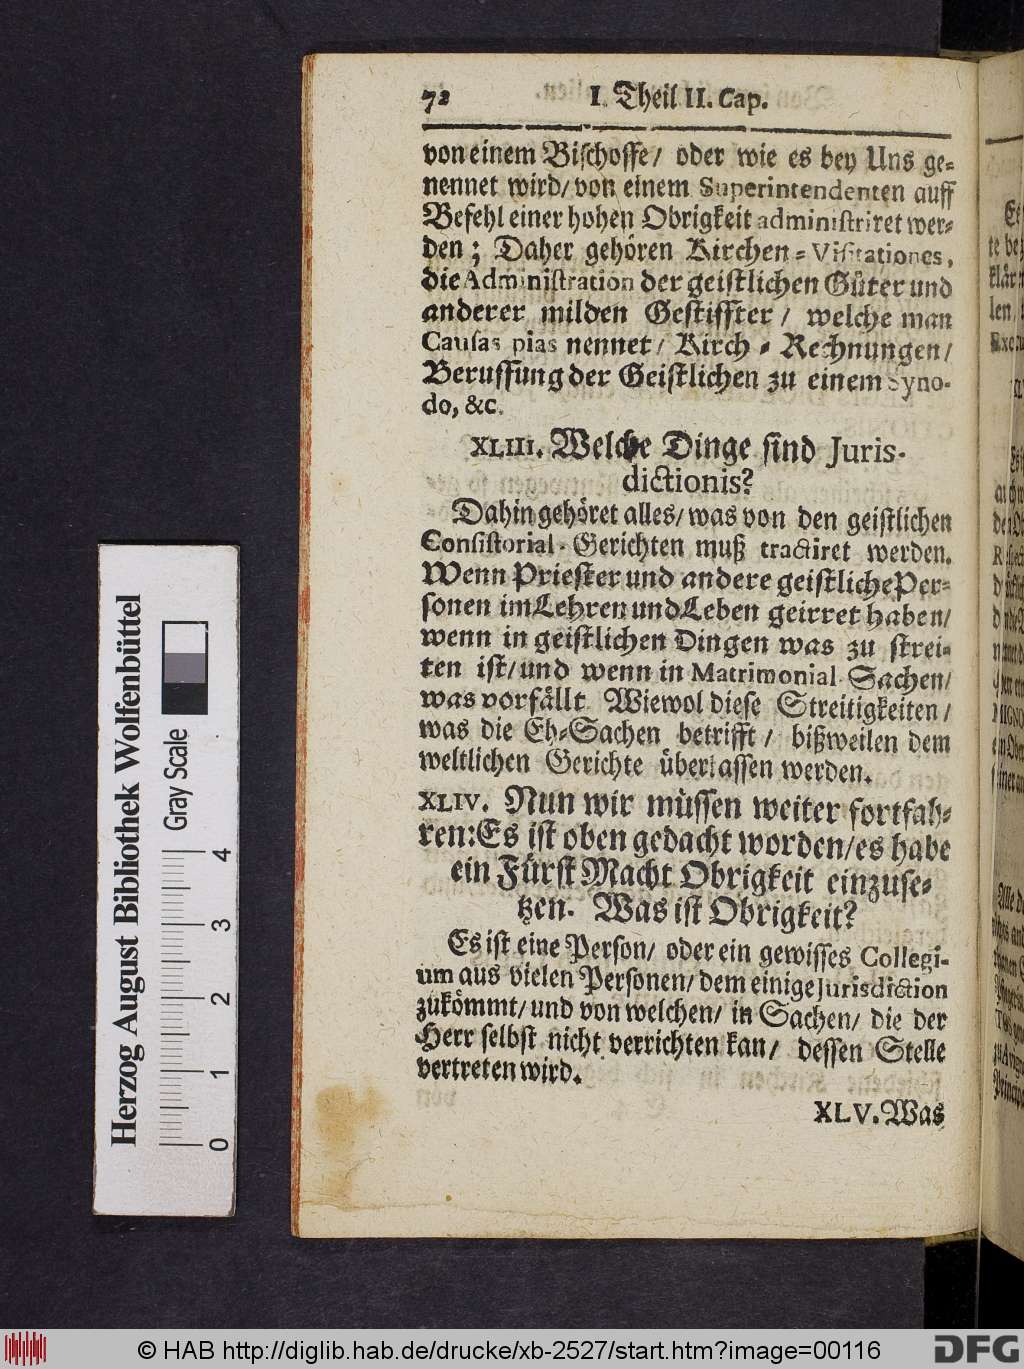 72 I. Theil II. Cap.
von einem Bischoffe/ oder wie es bey Uns ge-
nennet wird/ von einem Superintendenten auff
Befehl einer hohen Obrigkeit administriret wer-
den; Daher gehören Kirchen-Visitationes,
die Administration der geistlichen Güter und
anderer milden Gestiffter/ welche man
Causas pias nennet/ Kirch-Rechnungen/
Beruffung der Geistlichen zu einem Syno-
do, &c.
XLIII. Welche Dinge sind Juris-
dictionis?
Dahin gehöret alles/ was von den geistlichen
Consistorial-Gerichten muß tractiret werden.
Wenn Priester und andere geistliche Per-
sonen im Lehren und Leben geirret haben/
wenn in geistlichen Dingen was zu strei-
ten ist/ und wenn in Matrimonial-Sachen/
was vorfällt. Wiewol diese Streitigkeiten/
was die Eh-Sachen betrifft/ bißweilen dem
weltlichen Gerichte überlassen werden.
XLIV. Nun wir müssen weiter fortfah-
ren: Es ist oben gedacht worden/ es habe
ein Fürst Macht Obrigkeit einzuse-
tzen. Was ist Obrigkeit?
Es ist eine Person/ oder ein gewisses Collegi-
um aus vielen Personen/ dem einige Jurisdiction
zukömmt/ und von welchen/ in Sachen/ die der
Herr selbst nicht verrichten kan/ dessen Stelle
vertreten wird.
XLV. Was
Herzog August Bibliothek Wolfenbüttel
Gray Scale
0 1 2 3 4
© HAB http://diglib.hab.de/drucke/xb-2527/start.htm?image=00116
DFG